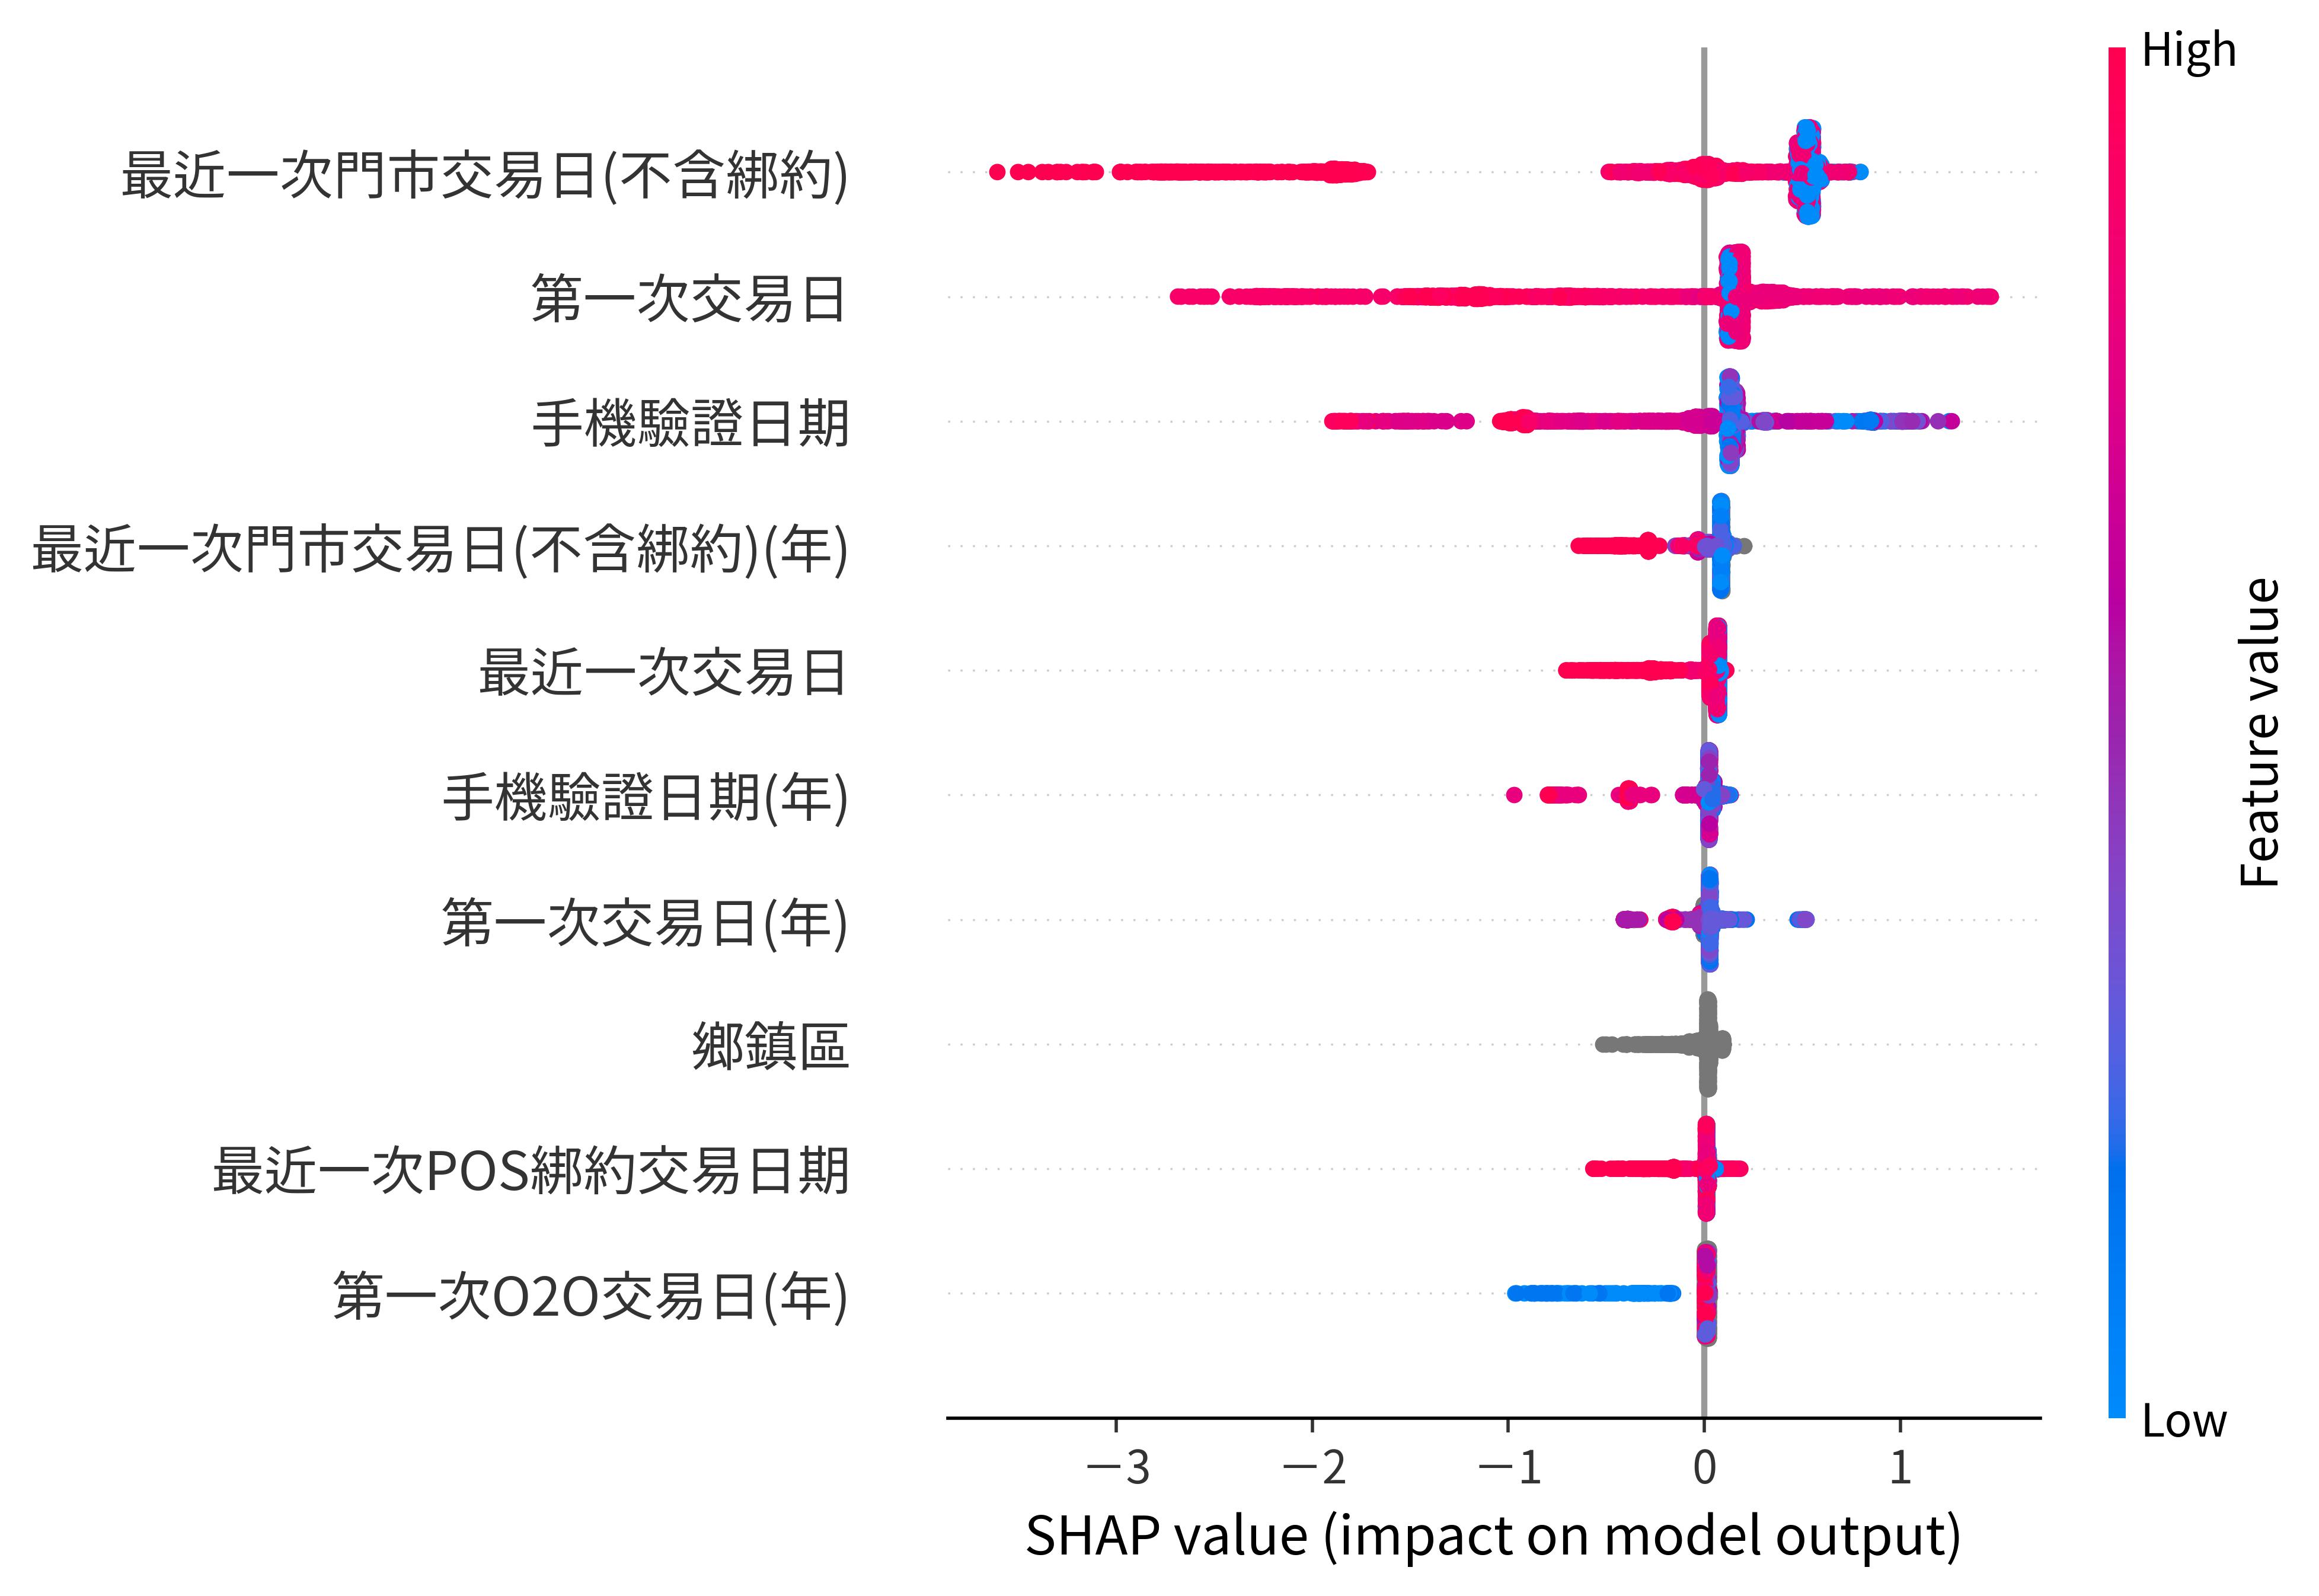 High
最近一次門市交易日(不含綁約)
第一次交易日
手機驗證日期
最近一次門市交易日(不含綁約)(年)
最近一次交易日
手機驗證日期(年)
第一次交易日(年)
鄉鎮區
最近一次POS綁約交易日期
第一次O2O交易日(年)
Feature value
Low
−3 −2 −1 0 1
SHAP value (impact on model output)